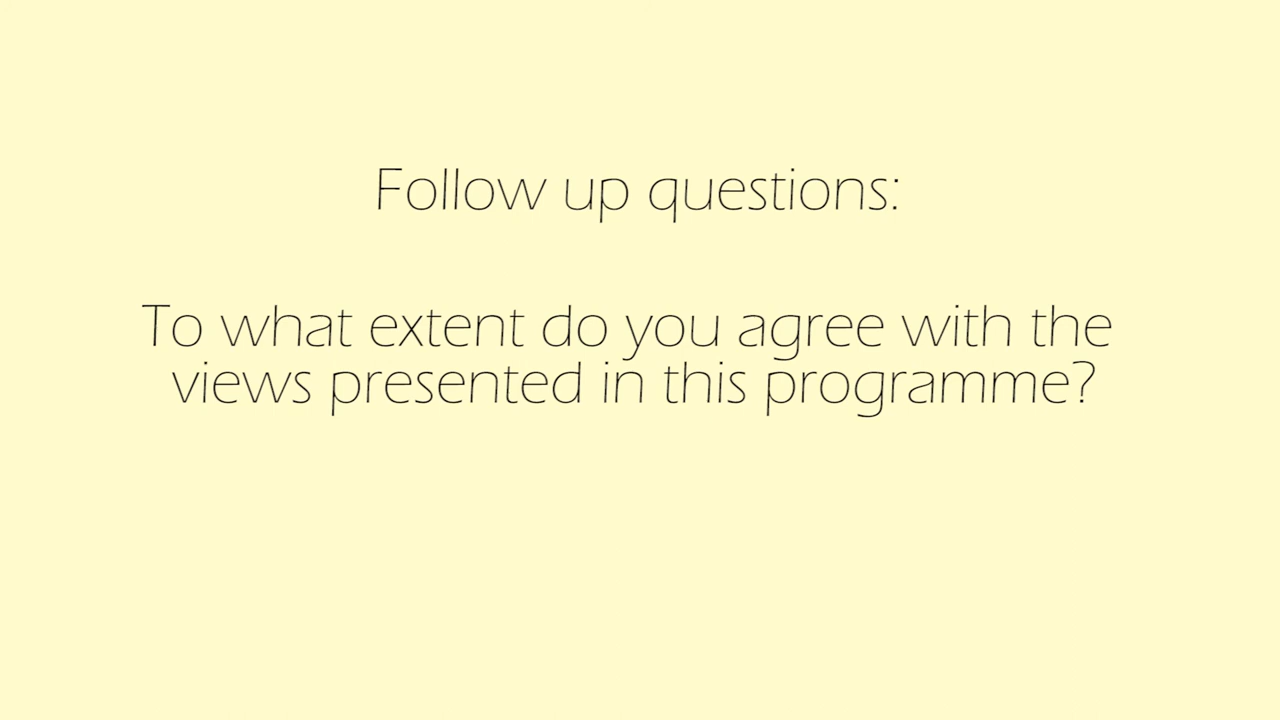 Follow up questions:
To what extent do you agree with the
views presented in this programme?